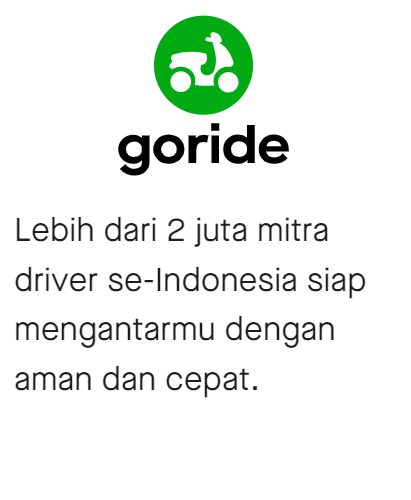 goride
Lebih dari 2 juta mitra
driver se-Indonesia siap
mengantarmu dengan
aman dan cepat.